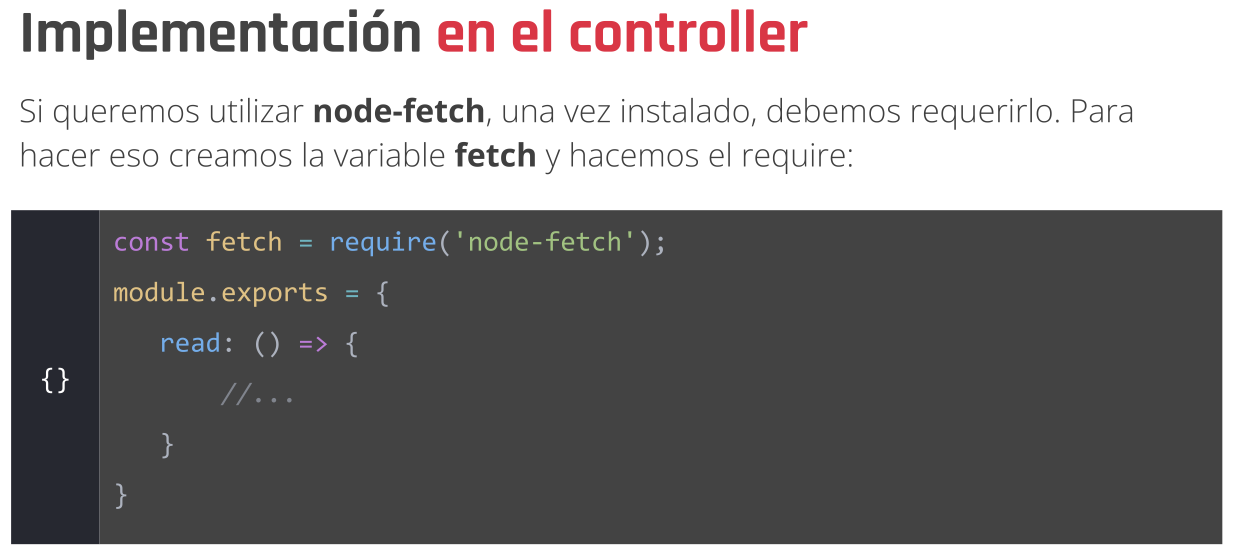 Implementación en el controller
Si queremos utilizar node-fetch, una vez instalado, debemos requerirlo. Para
hacer eso creamos la variable fetch y hacemos el require:
const fetch = require('node-fetch');
module.exports = {
read: () => {
//...
{}
}
}